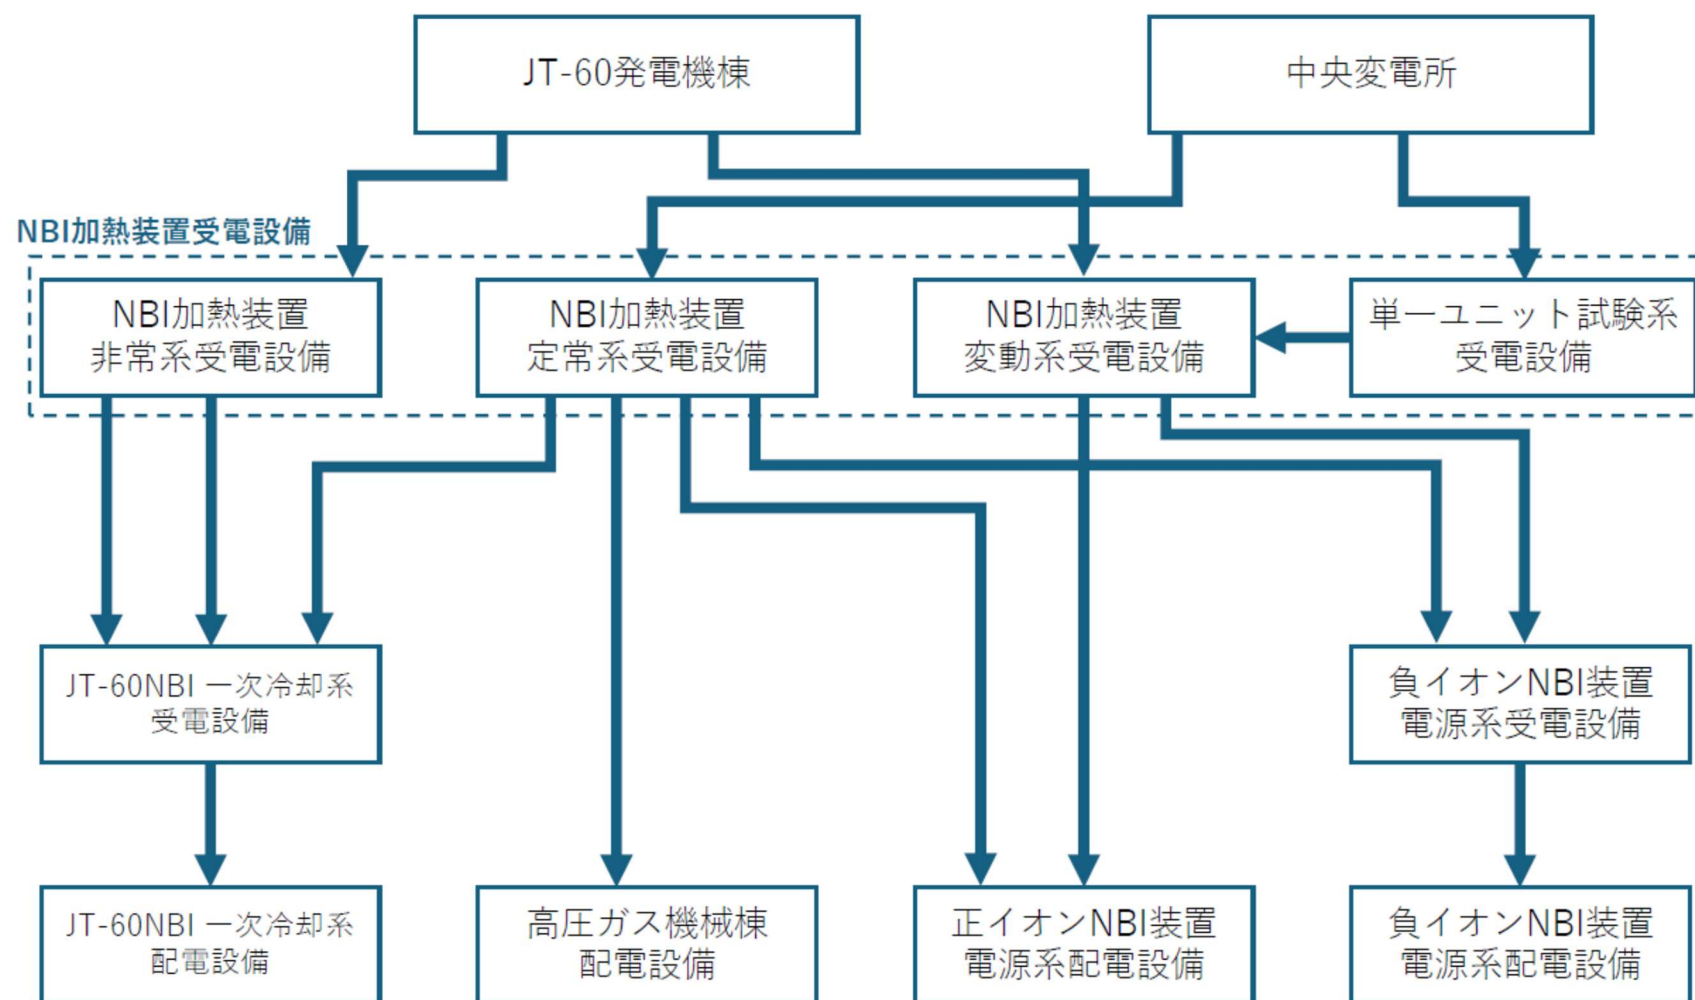 JT-60発電機棟
中央変電所
NBI加熱装置受電設備
NBI加熱装置
非常系受電設備
NBI加熱装置
定常系受電設備
NBI加熱装置
変動系受電設備
単一ユニット試験系
受電設備
JT-60NBI 一次冷却系
受電設備
負イオンNBI装置
電源系受電設備
JT-60NBI 一次冷却系
配電設備
高圧ガス機械棟
配電設備
正イオンNBI装置
電源系配電設備
負イオンNBI装置
電源系配電設備